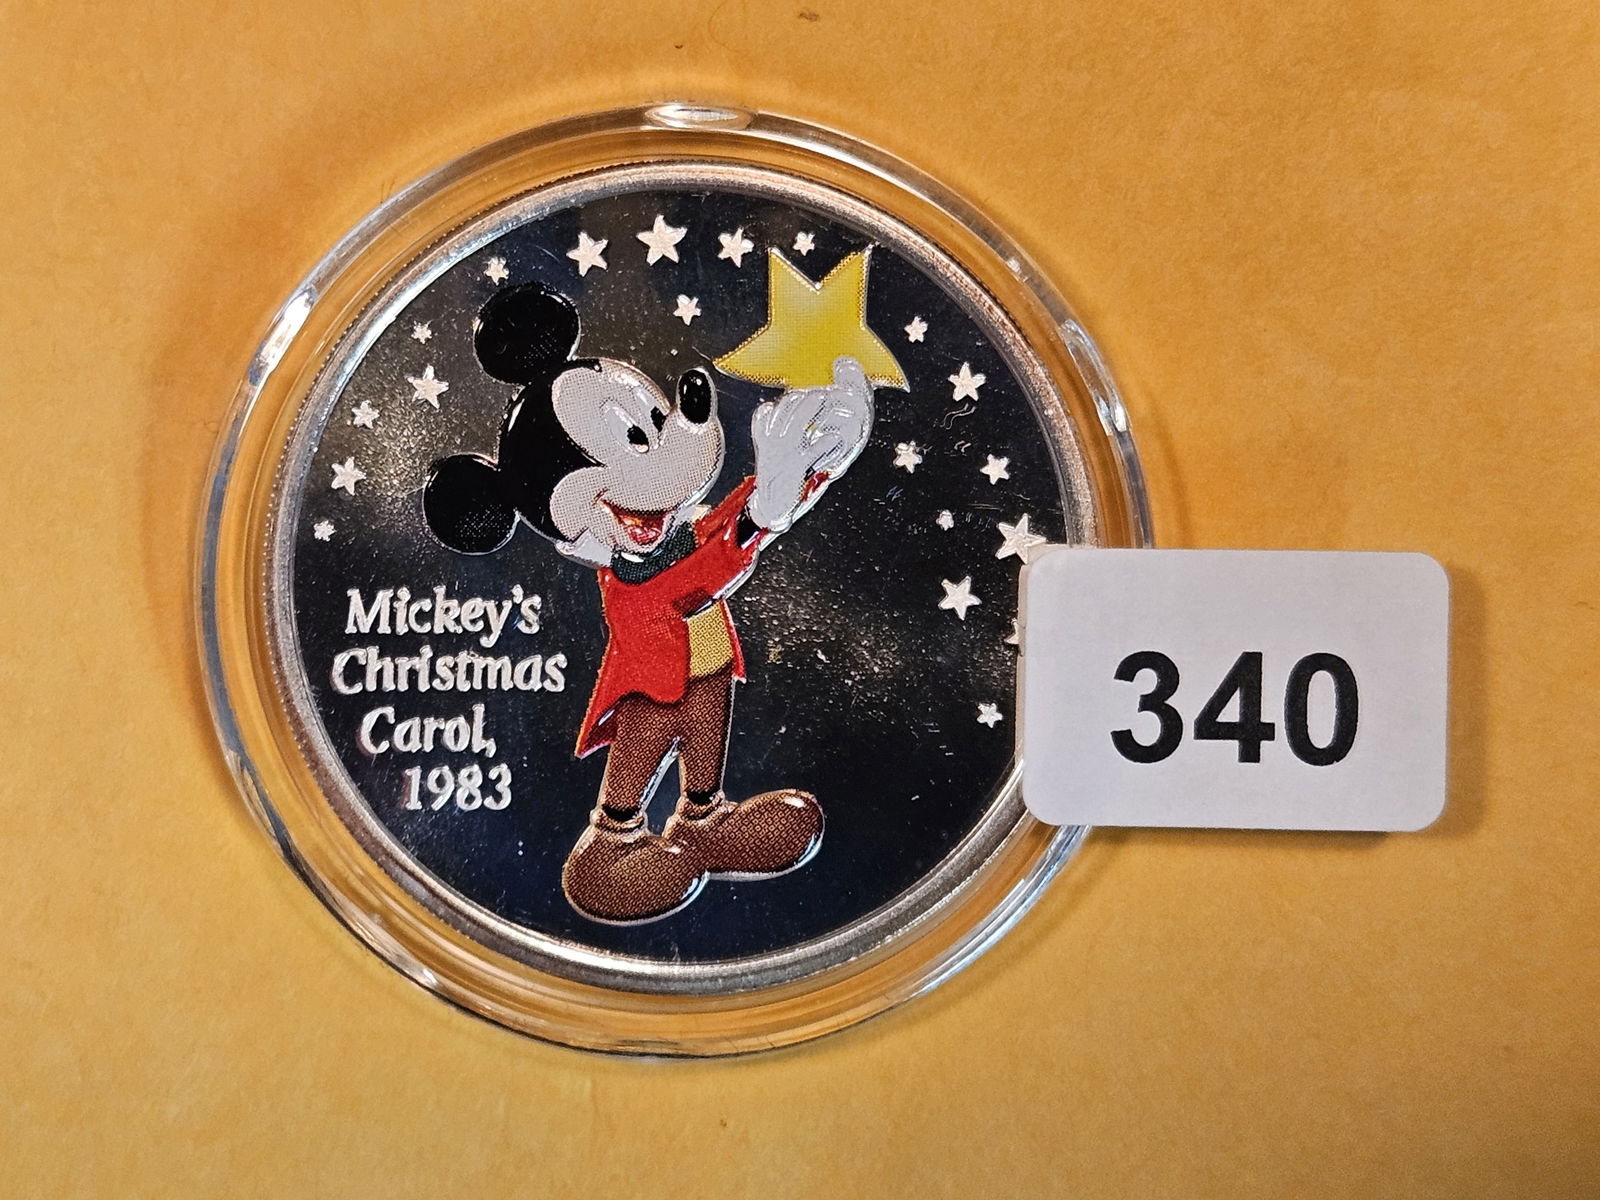 Mickey's
Christmas
Carol,
1983
340